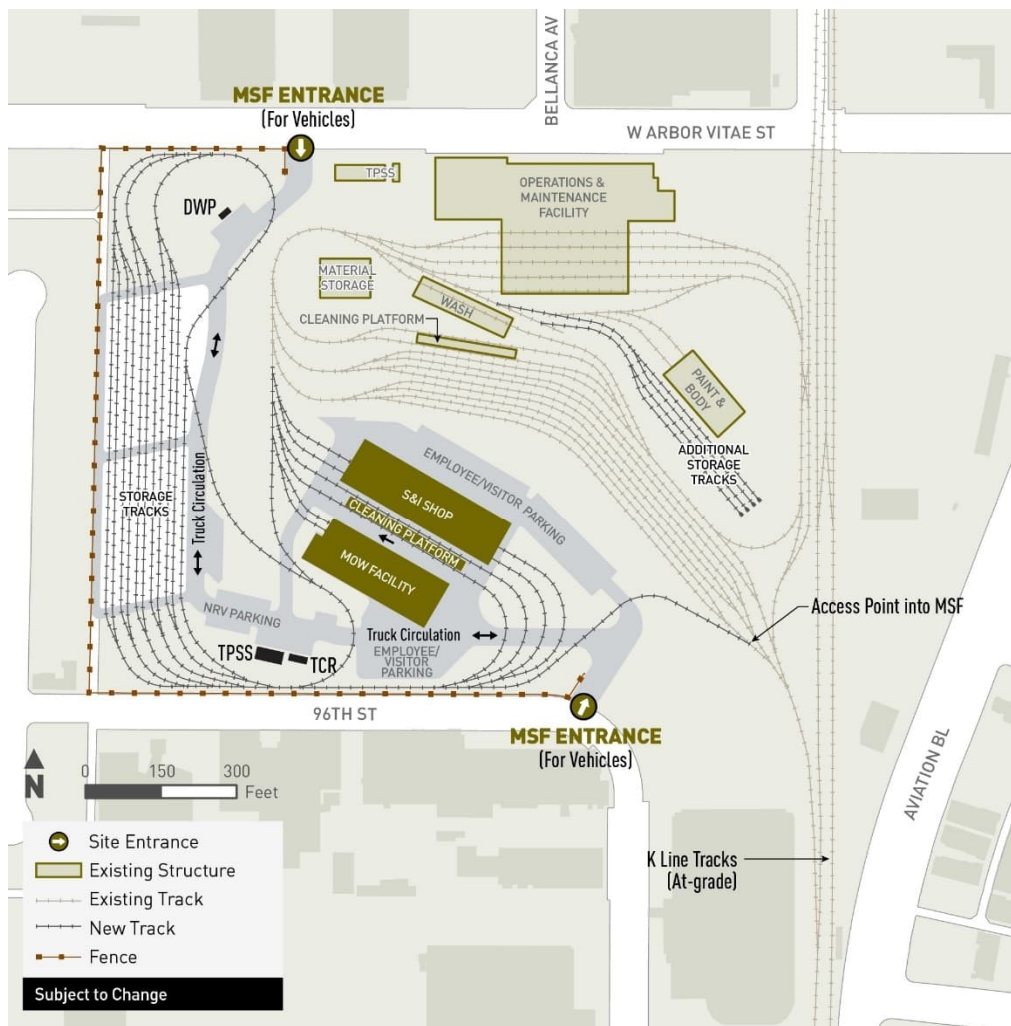 MSF ENTRANCE
(For Vehicles)
BELLANCA AV
W ARBOR VITAE ST
TPSS
OPERATIONS &
MAINTENANCE
FACILITY
DWP
MATERIAL
STORAGE
WASH
CLEANING PLATFORM
PAINT &
BODY
ADDITIONAL
STORAGE
TRACKS
EMPLOYEE/VISITOR PARKING
S&I SHOP
CLEANING PLATFORM
MOW FACILITY
STORAGE
TRACKS
Truck Circulation
NRV PARKING
Truck Circulation
EMPLOYEE/
VISITOR
PARKING
TPSS
TCR
Access Point into MSF
96TH ST
MSF ENTRANCE
(For Vehicles)
AVIATION BL
K Line Tracks
(At-grade)
N
0 150 300
Feet
Site Entrance
Existing Structure
Existing Track
New Track
Fence
Subject to Change